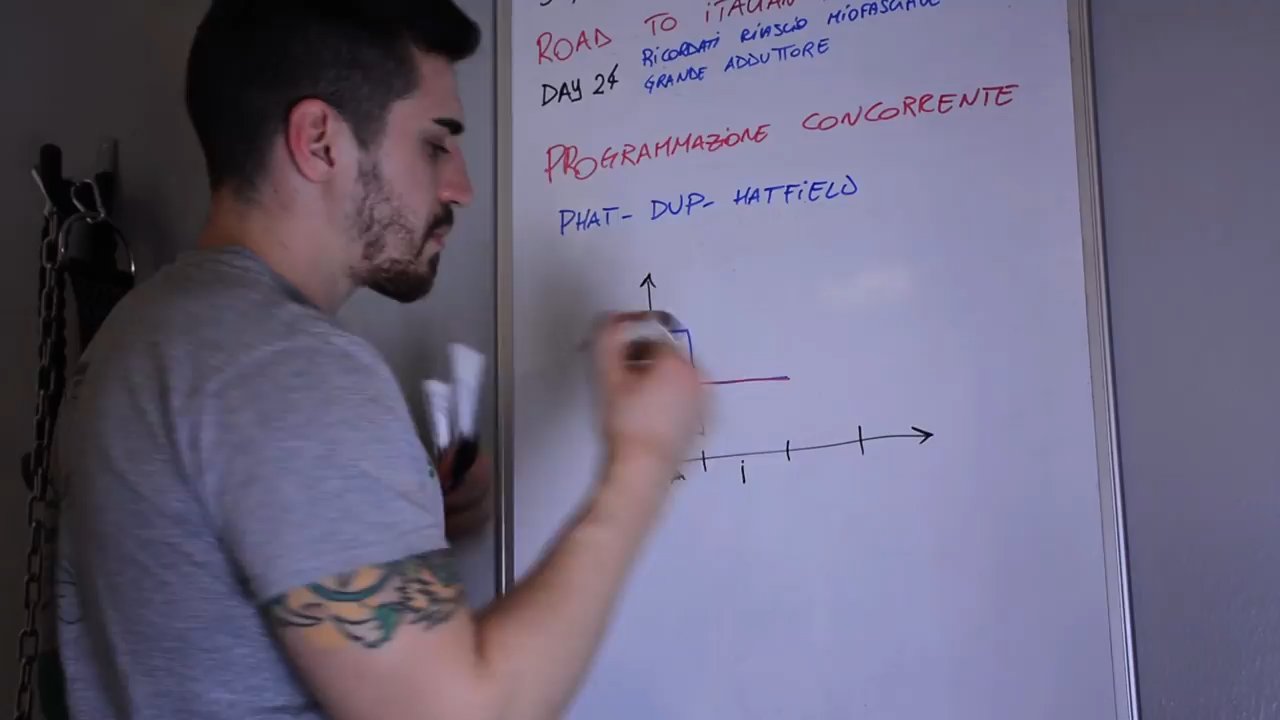 ROAD TO ITALIAN
RICORDATI RILASCIO MIOFASCIALE
DAY 24 GRANDE ADDUTTORE
PROGRAMMAZIONE CONCORRENTE
PHAT- DUP- HATFIELD
i